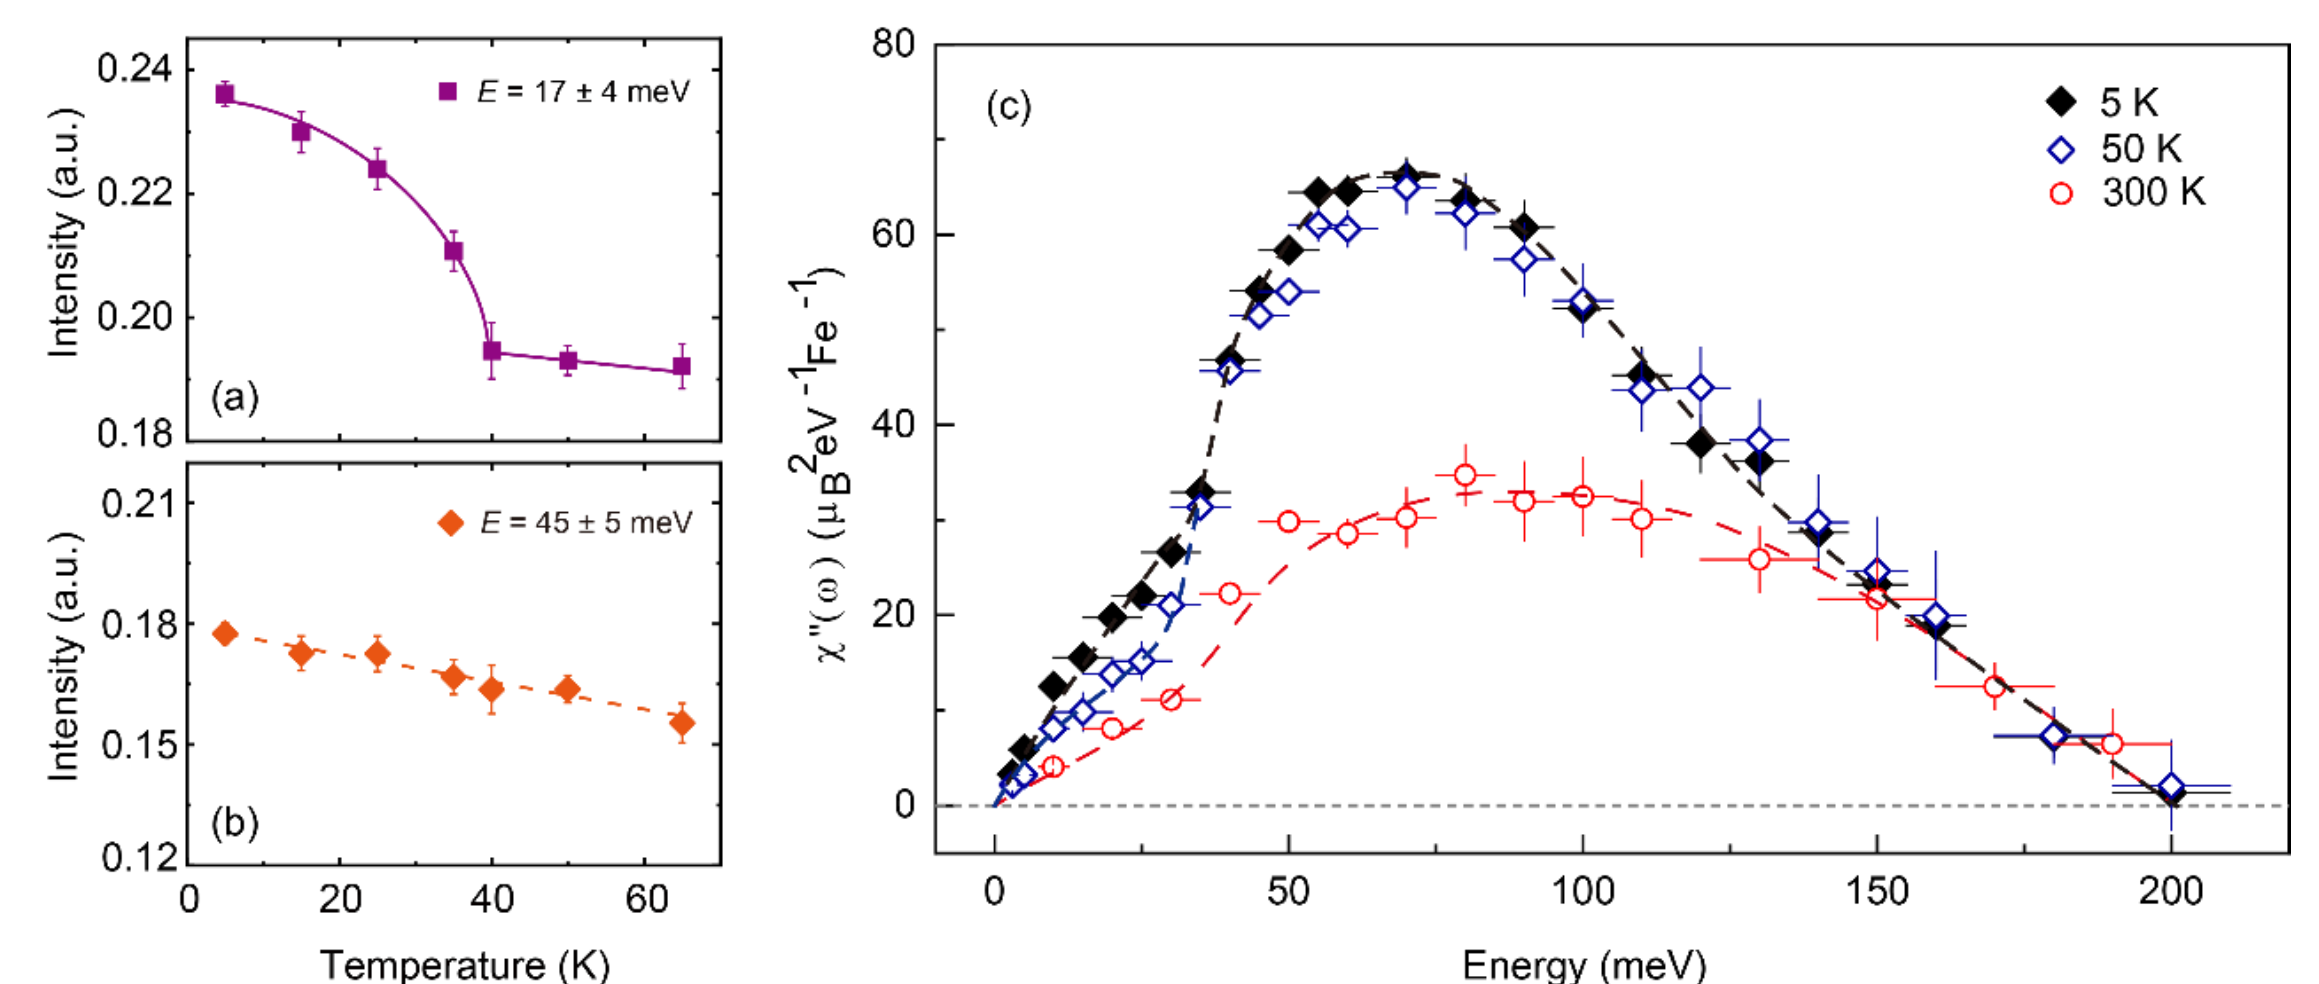 0.24
0.22
0.20
0.18
Intensity (a.u.)
E = 17 ± 4 meV
(a)
0.21
0.18
0.15
0.12
Intensity (a.u.)
E = 45 ± 5 meV
(b)
0 20 40 60
Temperature (K)
80
60
40
20
0
χ"(ω) (μB2eV-1Fe-1)
(c)
5 K
50 K
300 K
0 50 100 150 200
Energy (meV)